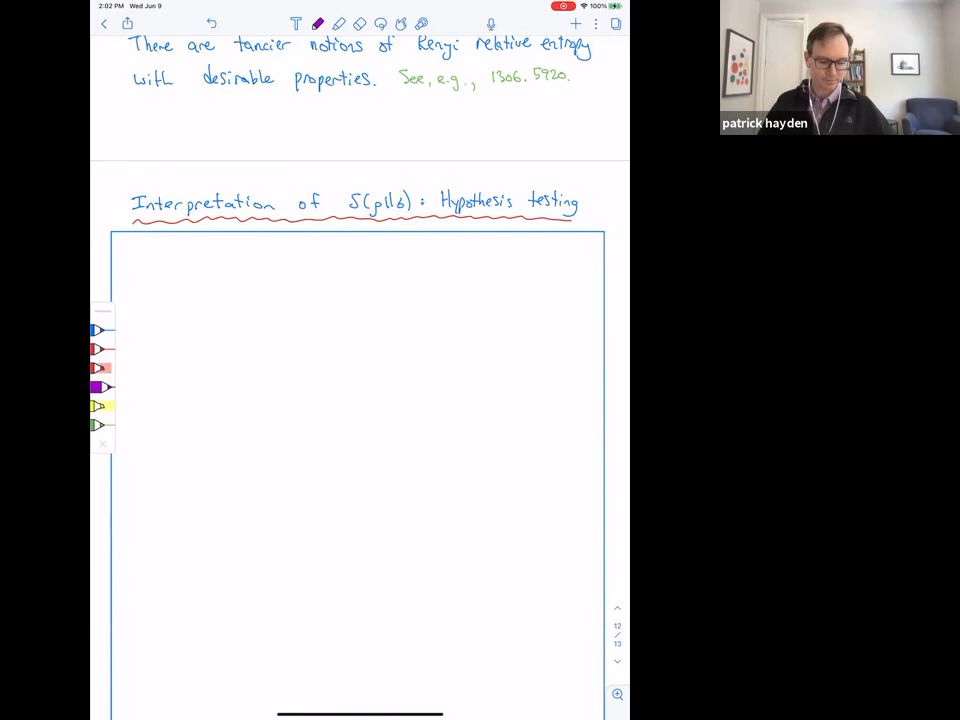 2:02 PM Wed Jun 9
100%
There are fancier notions of Renyi relative entropy
with desirable properties. See, e.g., 1306.5920.
Interpretation of S(ρ||σ): Hypothesis testing
patrick hayden
12
/
13